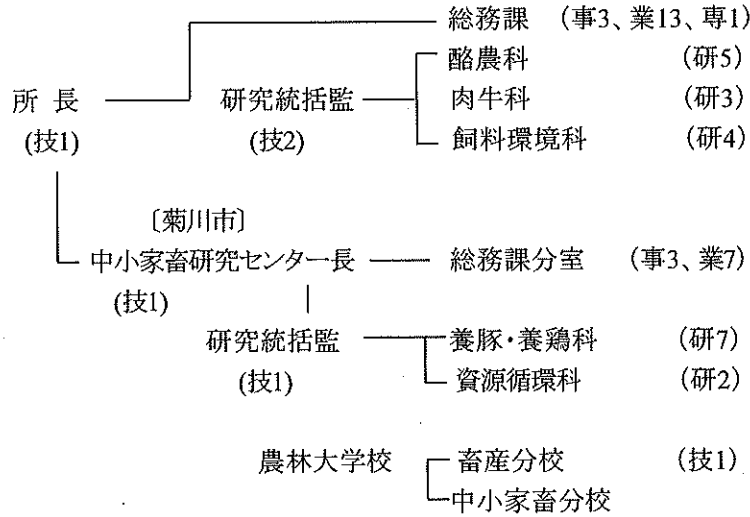 総務課 (事3、業13、専1)
酪農科 (研5)
所 長 研究統括監 肉牛科 (研3)
(技1) (技2) 飼料環境科 (研4)
〔菊川市〕
中小家畜研究センター長 総務課分室 (事3、業7)
(技1)
研究統括監 養豚・養鶏科 (研7)
(技1) 資源循環科 (研2)
農林大学校 畜産分校 (技1)
中小家畜分校